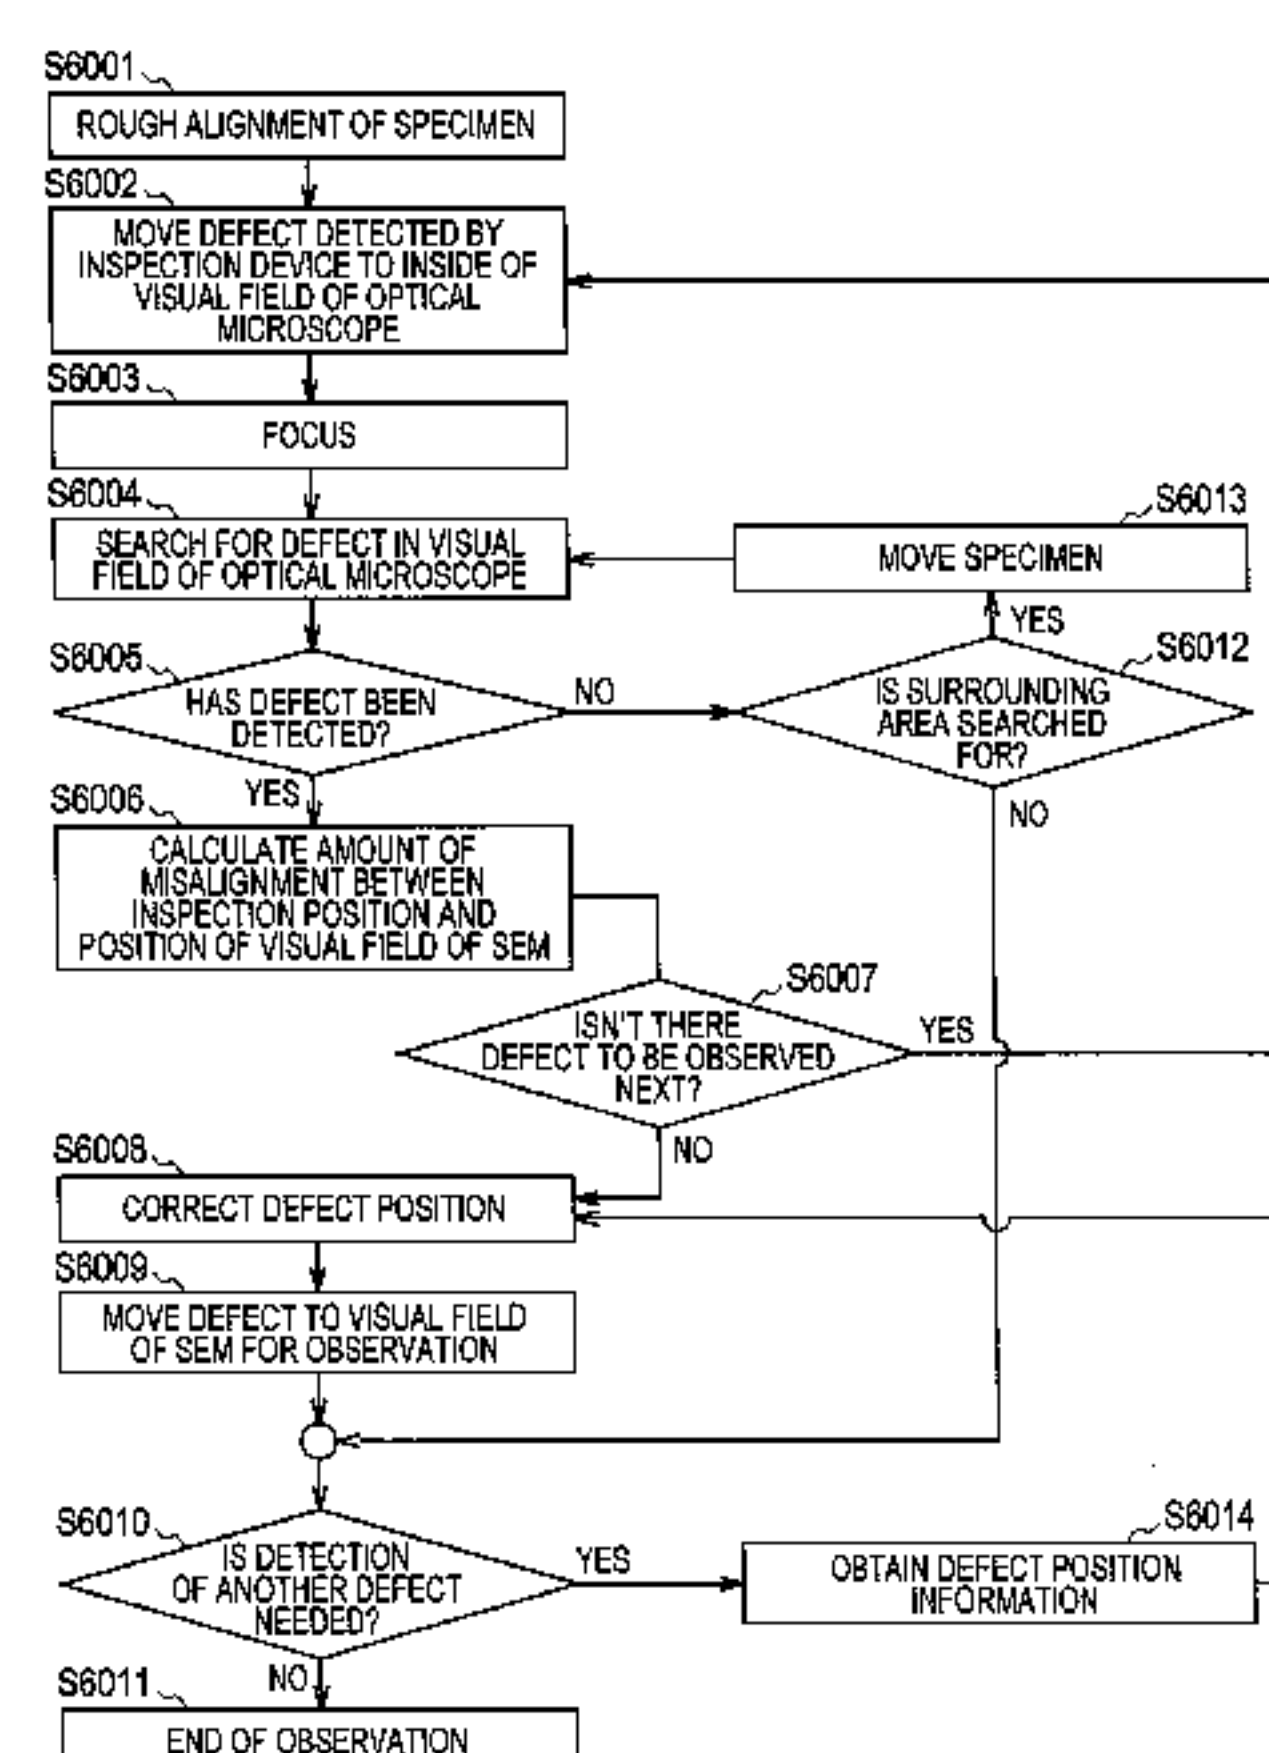 S6001
ROUGH ALIGNMENT OF SPECIMEN
S6002
MOVE DEFECT DETECTED BY
INSPECTION DEVICE TO INSIDE OF
VISUAL FIELD OF OPTICAL
MICROSCOPE
S6003
FOCUS
S6004
SEARCH FOR DEFECT IN VISUAL
FIELD OF OPTICAL MICROSCOPE
S6013
MOVE SPECIMEN
YES
S6005
HAS DEFECT BEEN
DETECTED?
NO
S6012
IS SURROUNDING
AREA SEARCHED
FOR?
YES
NO
S6006
CALCULATE AMOUNT OF
MISALIGNMENT BETWEEN
INSPECTION POSITION AND
POSITION OF VISUAL FIELD OF SEM
S6007
ISN'T THERE
DEFECT TO BE OBSERVED
NEXT?
YES
NO
S6008
CORRECT DEFECT POSITION
S6009
MOVE DEFECT TO VISUAL FIELD
OF SEM FOR OBSERVATION
S6010
IS DETECTION
OF ANOTHER DEFECT
NEEDED?
YES
S6014
OBTAIN DEFECT POSITION
INFORMATION
NO
S6011
END OF OBSERVATION